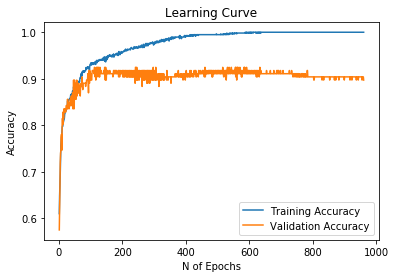 Learning Curve
1.0
0.9
0.8
0.7
0.6
Accuracy
0
200
400
600
800
1000
N of Epochs
Training Accuracy
Validation Accuracy